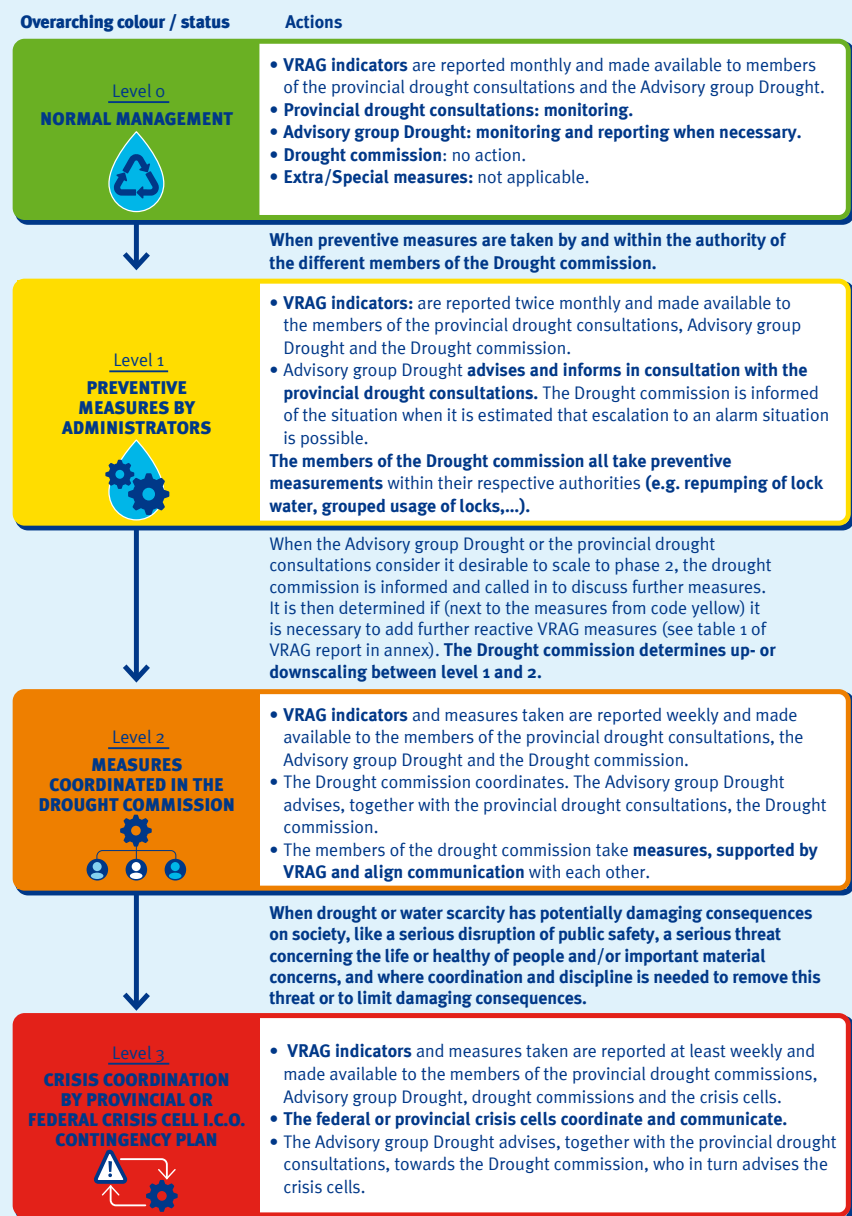 Overarching colour / status
Actions
Level 0
NORMAL MANAGEMENT
• VRAG indicators are reported monthly and made available to members
of the provincial drought consultations and the Advisory group Drought.
• Provincial drought consultations: monitoring.
• Advisory group Drought: monitoring and reporting when necessary.
• Drought commission: no action.
• Extra/Special measures: not applicable.
When preventive measures are taken by and within the authority of
the different members of the Drought commission.
Level 1
PREVENTIVE
MEASURES BY
ADMINISTRATORS
• VRAG indicators: are reported twice monthly and made available to
the members of the provincial drought consultations, Advisory group
Drought and the Drought commission.
• Advisory group Drought advises and informs in consultation with the
provincial drought consultations. The Drought commission is informed
of the situation when it is estimated that escalation to an alarm situation
is possible.
The members of the Drought commission all take preventive
measurements within their respective authorities (e.g. repumping of lock
water, grouped usage of locks,...).
When the Advisory group Drought or the provincial drought
consultations consider it desirable to scale to phase 2, the drought
commission is informed and called in to discuss further measures.
It is then determined if (next to the measures from code yellow) it
is necessary to add further reactive VRAG measures (see table 1 of
VRAG report in annex). The Drought commission determines up- or
downscaling between level 1 and 2.
Level 2
MEASURES
COORDINATED IN THE
DROUGHT COMMISSION
• VRAG indicators and measures taken are reported weekly and made
available to the members of the provincial drought consultations, the
Advisory group Drought and the Drought commission.
• The Drought commission coordinates. The Advisory group Drought
advises, together with the provincial drought consultations, the Drought
commission.
• The members of the drought commission take measures, supported by
VRAG and align communication with each other.
When drought or water scarcity has potentially damaging consequences
on society, like a serious disruption of public safety, a serious threat
concerning the life or healthy of people and/or important material
concerns, and where coordination and discipline is needed to remove this
threat or to limit damaging consequences.
Level 3
CRISIS COORDINATION
BY PROVINCIAL OR
FEDERAL CRISIS CELL I.C.O.
CONTINGENCY PLAN
• VRAG indicators and measures taken are reported at least weekly and
made available to the members of the provincial drought commissions,
Advisory group Drought, drought commissions and the crisis cells.
• The federal or provincial crisis cells coordinate and communicate.
• The Advisory group Drought advises, together with the provincial drought
consultations, towards the Drought commission, who in turn advises the
crisis cells.